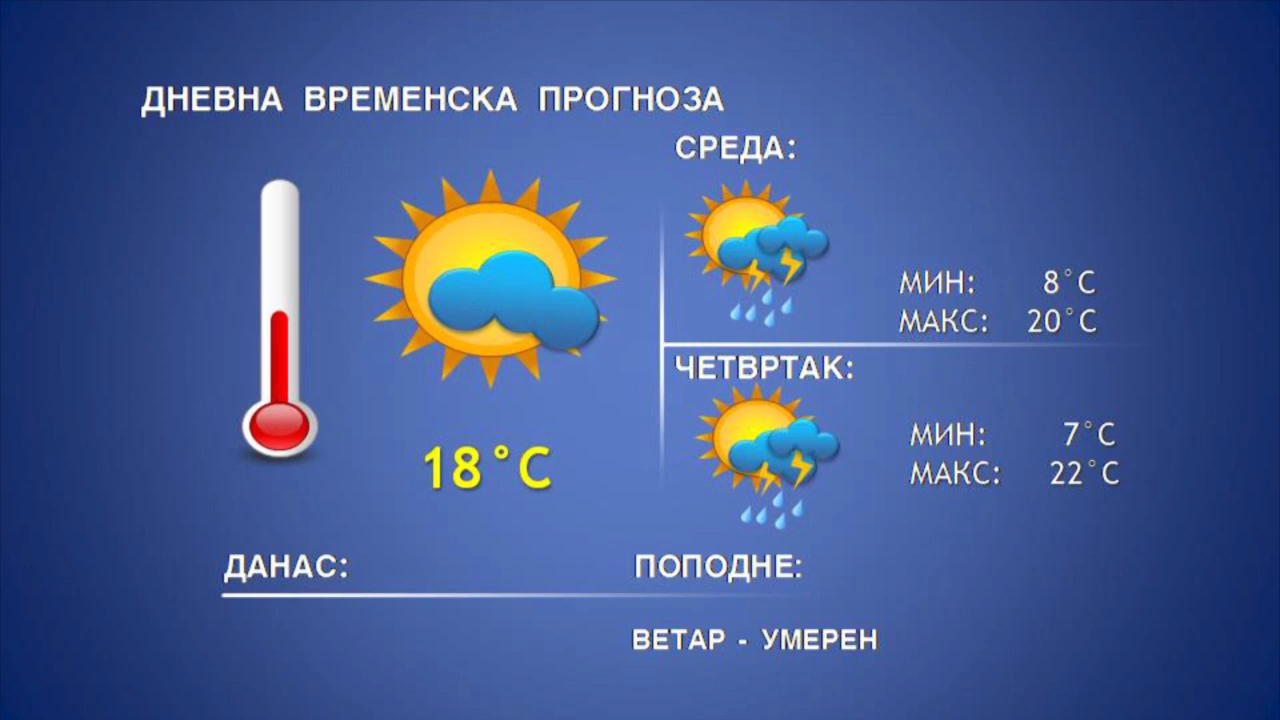 ДНЕВНА ВРЕМЕНСКА ПРОГНОЗА
18°C
СРЕДА:
МИН: 8°C
МАКС: 20°C
ЧЕТВРТАК:
МИН: 7°C
МАКС: 22°C
ДАНАС:
ПОПОДНЕ:
ВЕТАР - УМЕРЕН